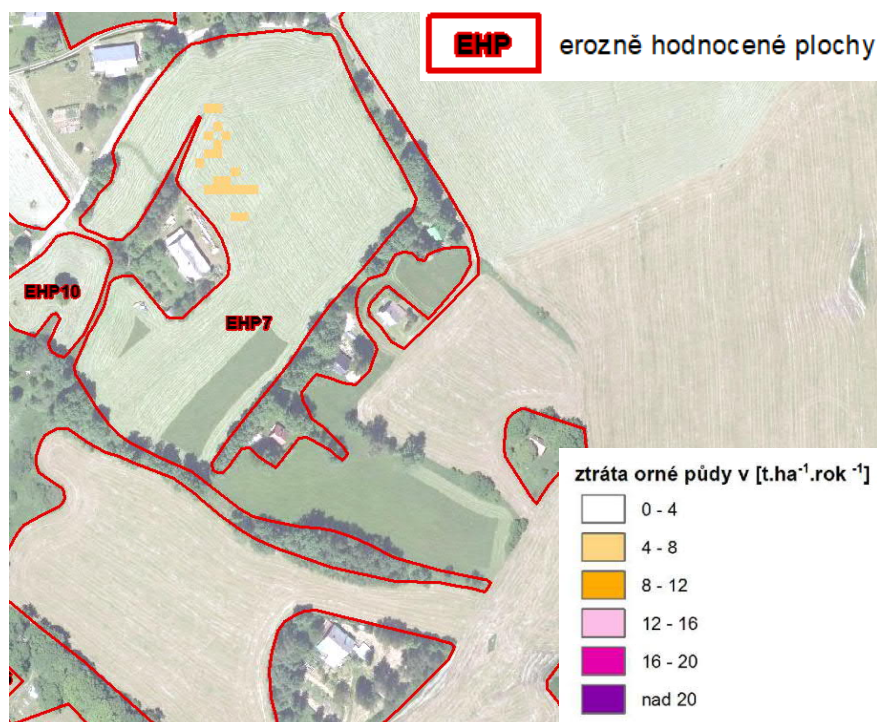 EHP erozně hodnocené plochy
EHP10
EHP7
ztráta orné půdy v [t.ha⁻¹.rok ⁻¹]
0 - 4
4 - 8
8 - 12
12 - 16
16 - 20
nad 20